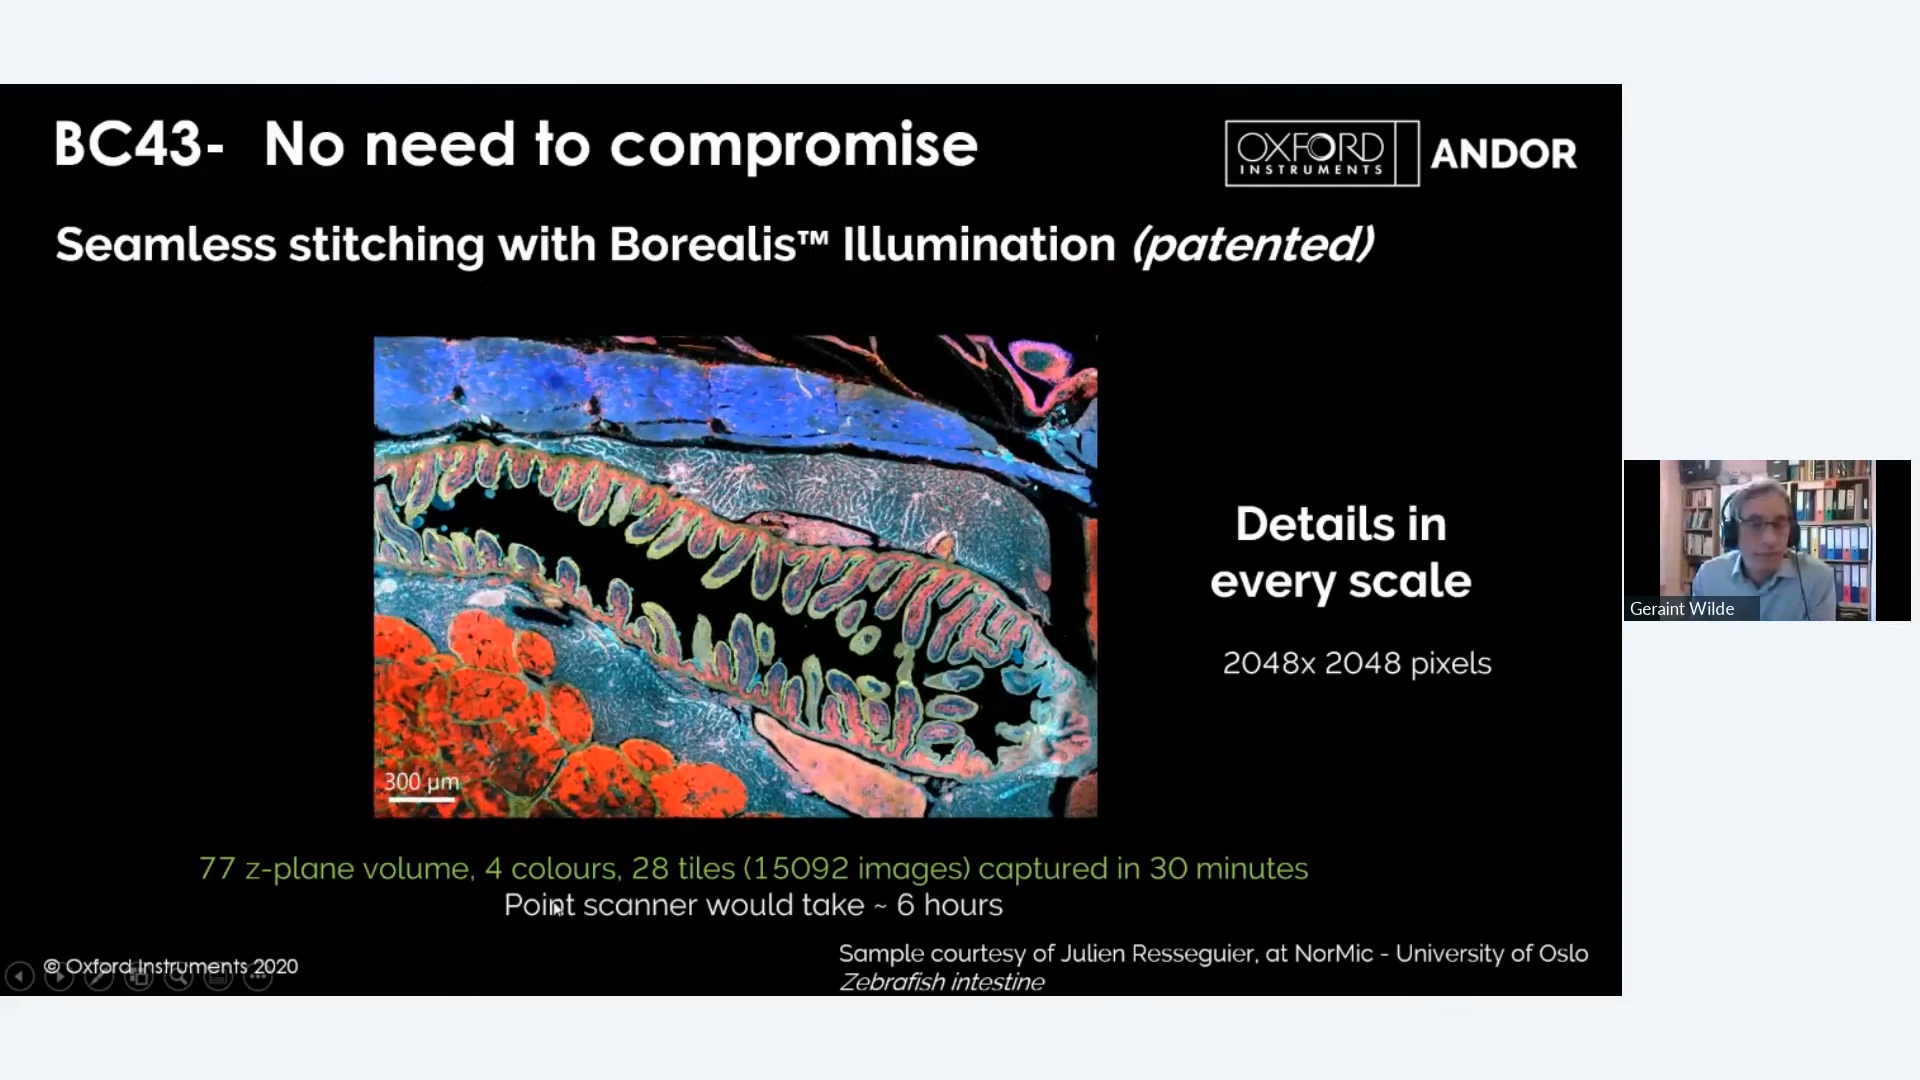 BC43- No need to compromise
OXFORD
INSTRUMENTS
ANDOR
Seamless stitching with Borealis™ Illumination (patented)
Details in
every scale
2048x 2048 pixels
Geraint Wilde
300 µm
77 z-plane volume, 4 colours, 28 tiles (15092 images) captured in 30 minutes
Point scanner would take ~ 6 hours
Sample courtesy of Julien Resseguier, at NorMic - University of Oslo
Zebrafish intestine
© Oxford Instruments 2020